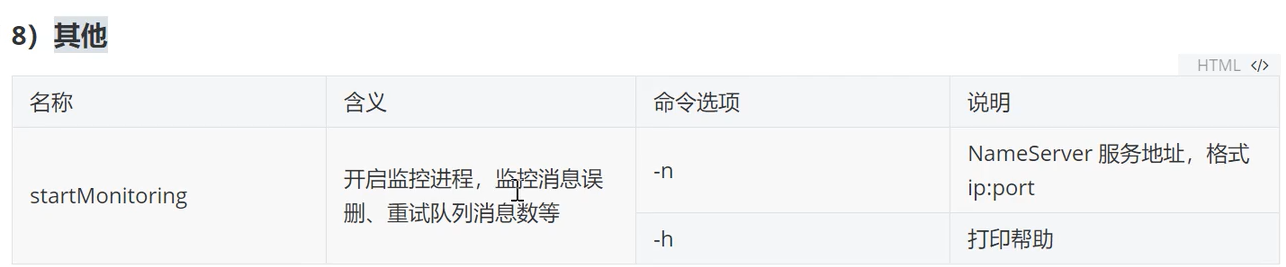 8）其他
HTML </>
名称 含义 命令选项 说明
startMonitoring
开启监控进程，监控消息误
删、重试队列消息数等
-n
NameServer 服务地址，格式
ip:port
-h
打印帮助